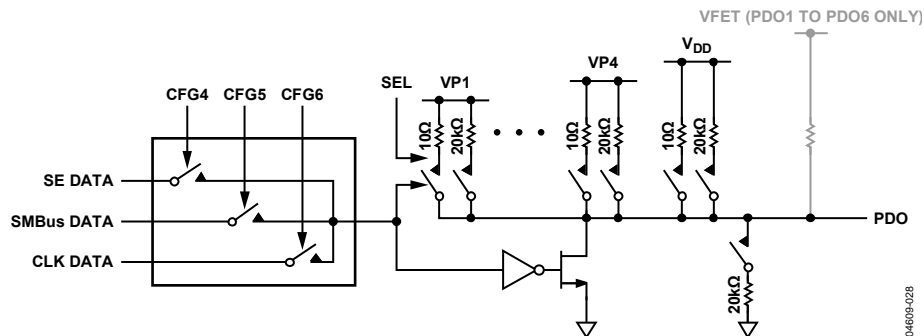 VFET (PDO1 TO PDO6 ONLY)
VDD
VP4
SEL VP1
CFG4 CFG5 CFG6
10Ω 20kΩ 10Ω 20kΩ 10Ω 20kΩ
SE DATA
SMBus DATA
PDO
CLK DATA
20kΩ
04609-028